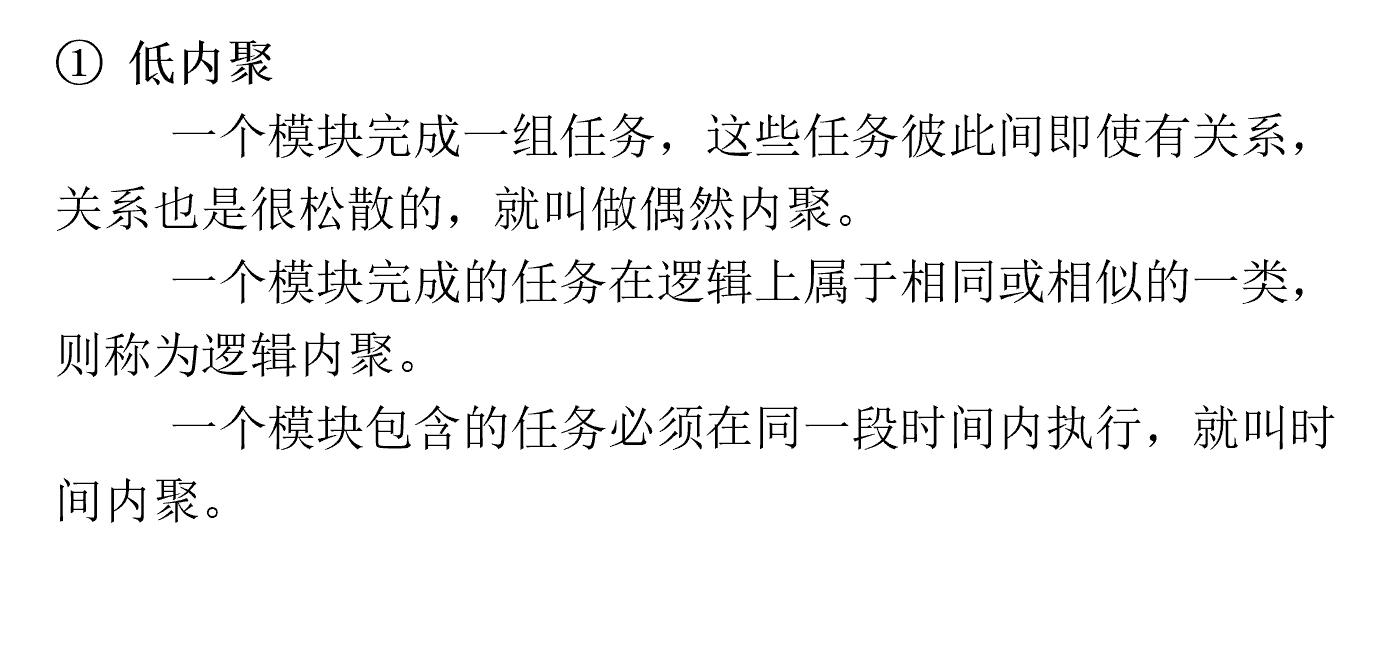 ① 低内聚
一个模块完成一组任务，这些任务彼此间即使有关系，
关系也是很松散的，就叫做偶然内聚。
一个模块完成的任务在逻辑上属于相同或相似的一类，
则称为逻辑内聚。
一个模块包含的任务必须在同一段时间内执行，就叫时
间内聚。